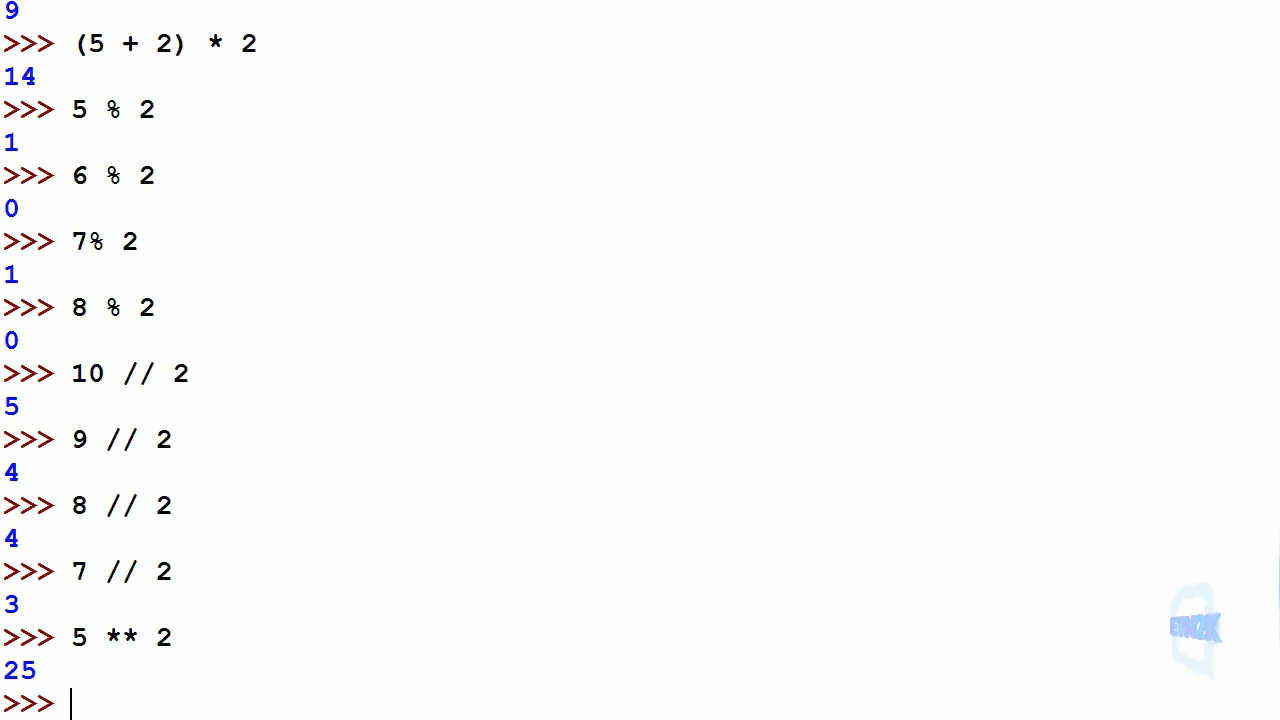 9
>>> (5 + 2) * 2
14
>>> 5 % 2
1
>>> 6 % 2
0
>>> 7% 2
1
>>> 8 % 2
0
>>> 10 // 2
5
>>> 9 // 2
4
>>> 8 // 2
4
>>> 7 // 2
3
>>> 5 ** 2
25
>>>